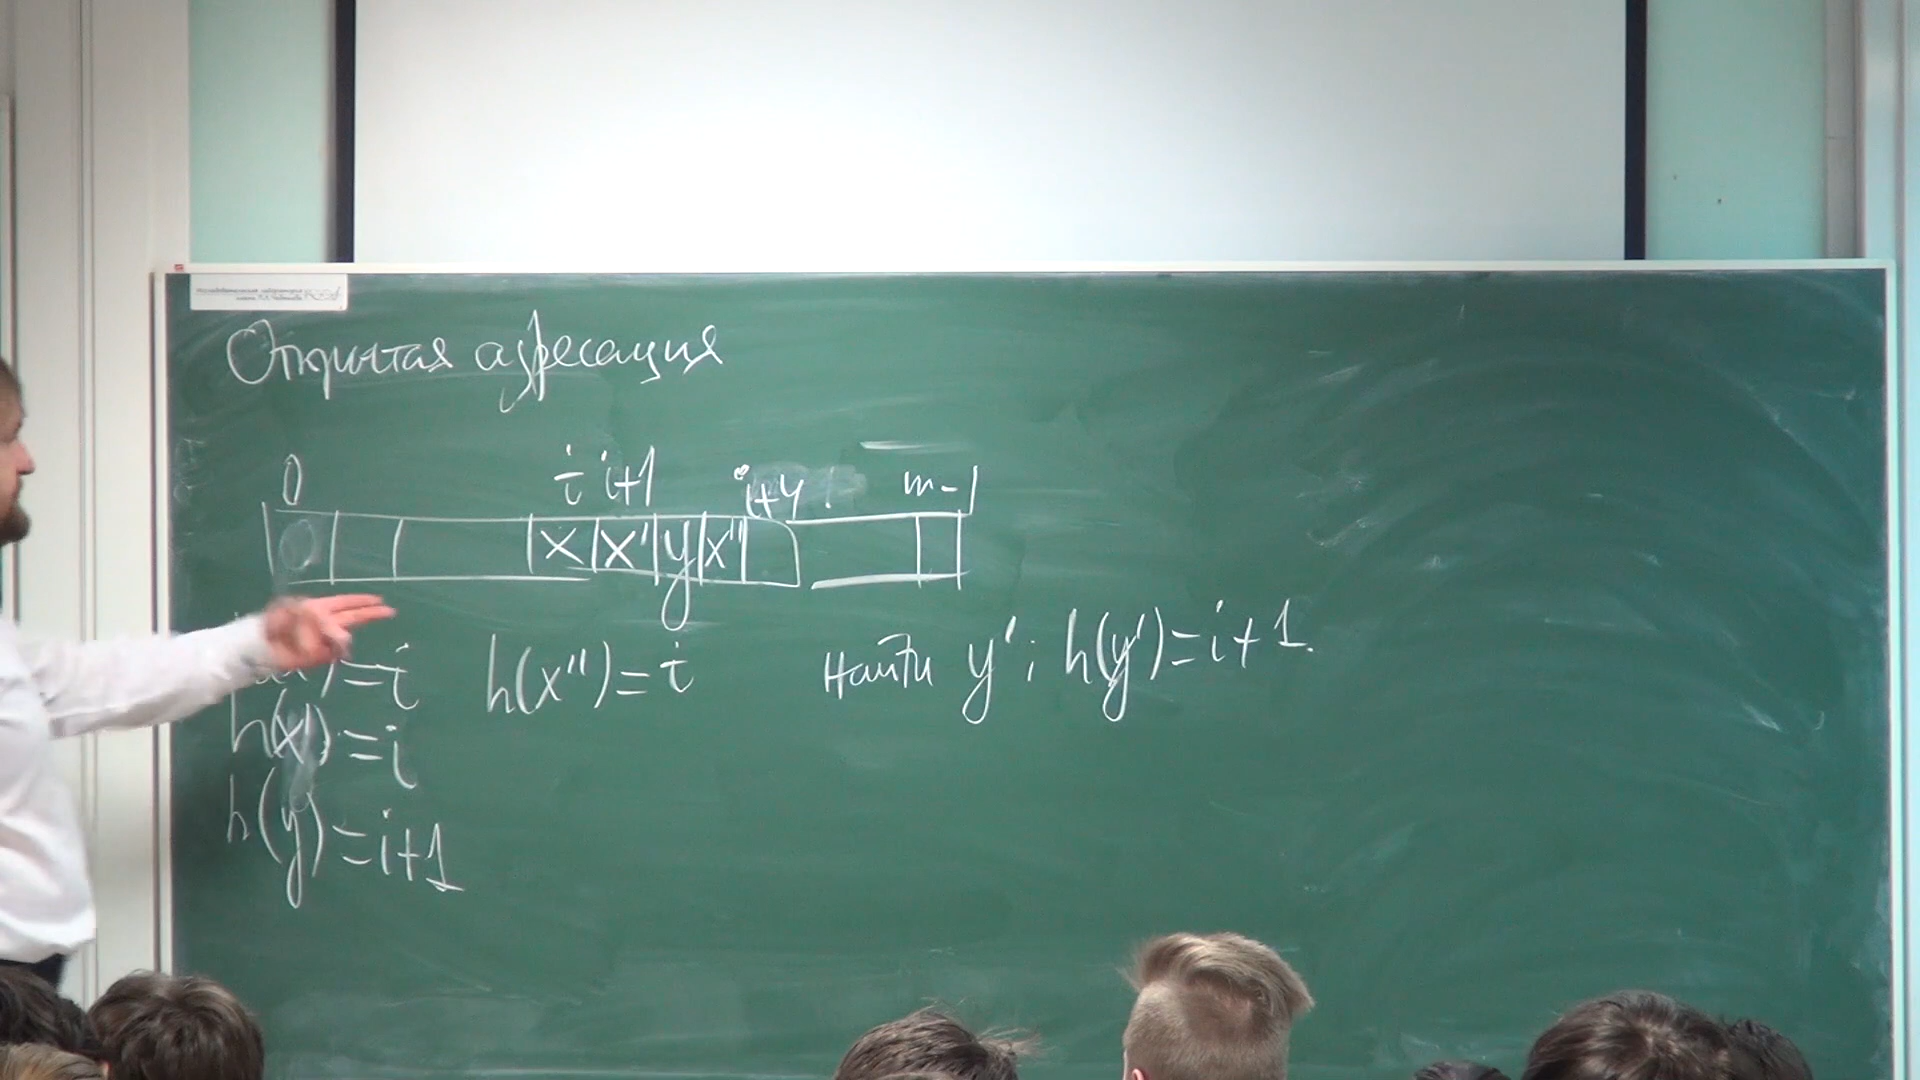 Открытая адресация
0 i i+1 i+4 m-1
x x' y x''
h(x'')=i Найти y'; h(y')=i+1.
)=i
h(x')=i
h(y)=i+1